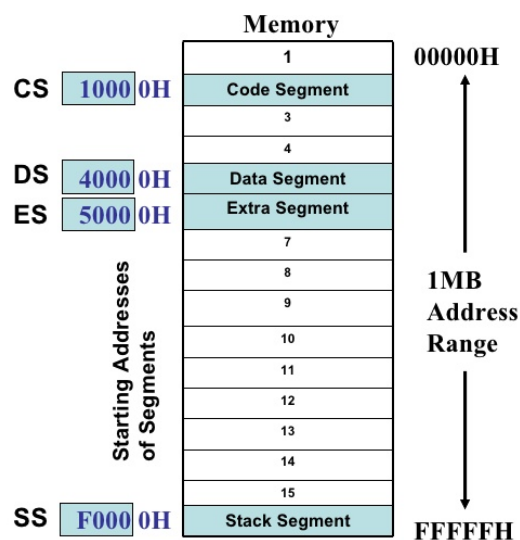 Memory
1
00000H
CS 1000 0H Code Segment
3
4
DS 4000 0H Data Segment
ES 5000 0H Extra Segment
7
8
9
10
11
12
13
14
15
Starting Addresses
of Segments
1MB
Address
Range
SS F000 0H Stack Segment
FFFFFH